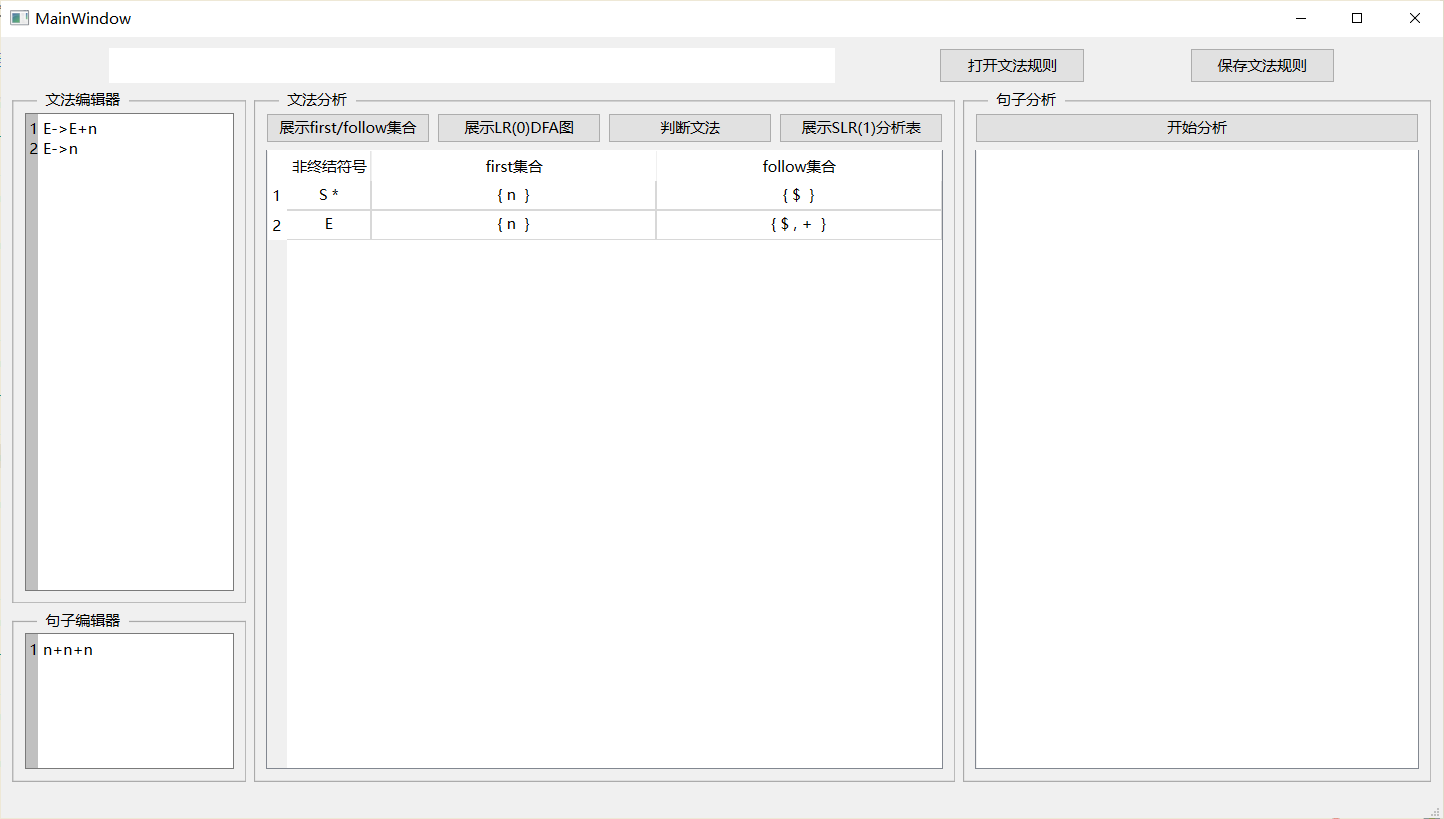 MainWindow
打开文法规则
保存文法规则
文法编辑器
1 E->E+n
2 E->n
句子编辑器
1 n+n+n
文法分析
展示first/follow集合
展示LR(0)DFA图
判断文法
展示SLR(1)分析表
非终结符号 first集合 follow集合
1 S * { n } { $ }
2 E { n } { $ , + }
句子分析
开始分析